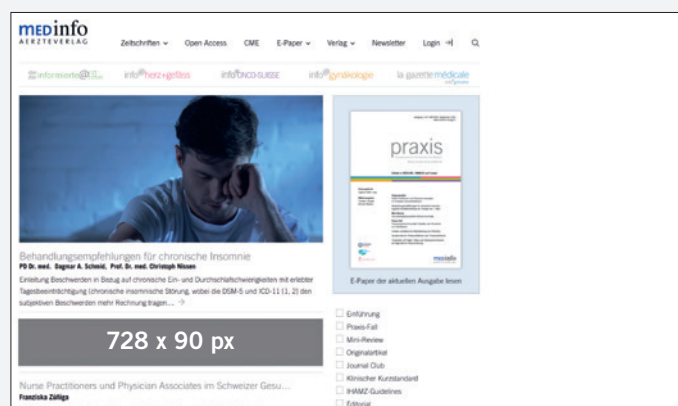 medinfo
AERZTEVERLAG
Zeitschriften Open Access CME E-Paper Verlag Newsletter Login
info herz+gefäss info ONCO-SUISSE info gynäkologie la gazette médicale
praxis
medinfo
E-Paper der aktuellen Ausgabe lesen
Behandlungsempfehlungen für chronische Insomnie
PD Dr. med. Dagmar A. Schmid, Prof. Dr. med. Christoph Nissen
Einleitung Beschwerden in Bezug auf chronische Ein- und Durchschlafschwierigkeiten mit erlebter
Tagesbeeinträchtigung (chronische insomnische Störung, wobei die DSM-5 und ICD-11 (1, 2) den
subjektiven Beschwerden mehr Rechnung tragen.... →
728 x 90 px
Nurse Practitioners und Physician Associates im Schweizer Gesu...
Franziska Züñiga
Einführung
Praxis-Fall
Mini-Review
Originalartikel
Journal Club
Klinischer Kurzstandard
IHAMZ-Guidelines
Editorial